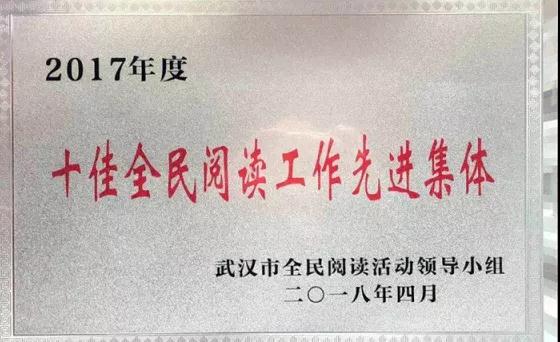 2017年度
十佳全民阅读工作先进集体
武汉市全民阅读活动领导小组
二〇一八年四月